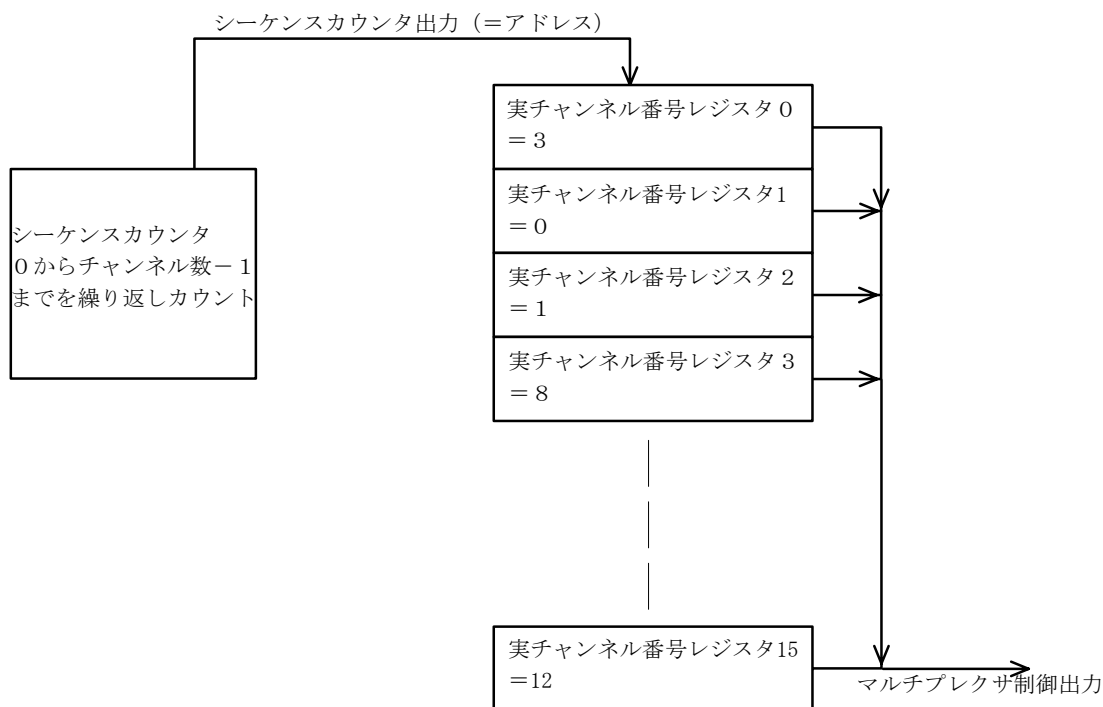 シーケンスカウンタ出力（＝アドレス）
実チャンネル番号レジスタ０
＝３
実チャンネル番号レジスタ1
＝０
シーケンスカウンタ
０からチャンネル数－１
までを繰り返しカウント
実チャンネル番号レジスタ２
＝１
実チャンネル番号レジスタ３
＝８
実チャンネル番号レジスタ15
＝12
マルチプレクサ制御出力